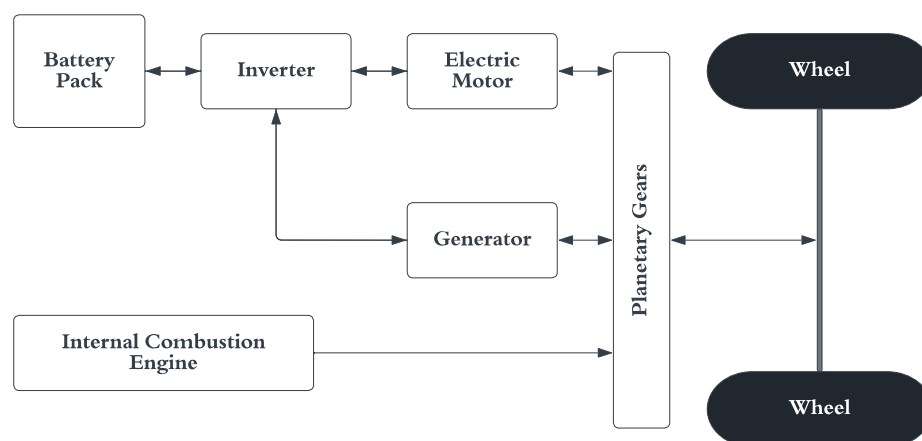 Battery
Pack
Inverter
Electric
Motor
Wheel
Planetary Gears
Generator
Internal Combustion
Engine
Wheel